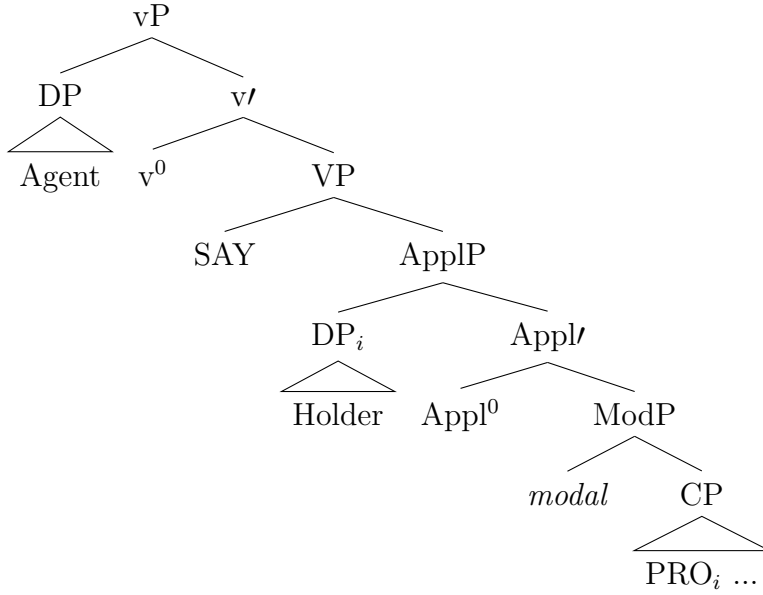 vP
DP v′
Agent v⁰ VP
SAY ApplP
DPᵢ Appl′
Holder Appl⁰ ModP
modal CP
PROᵢ ...